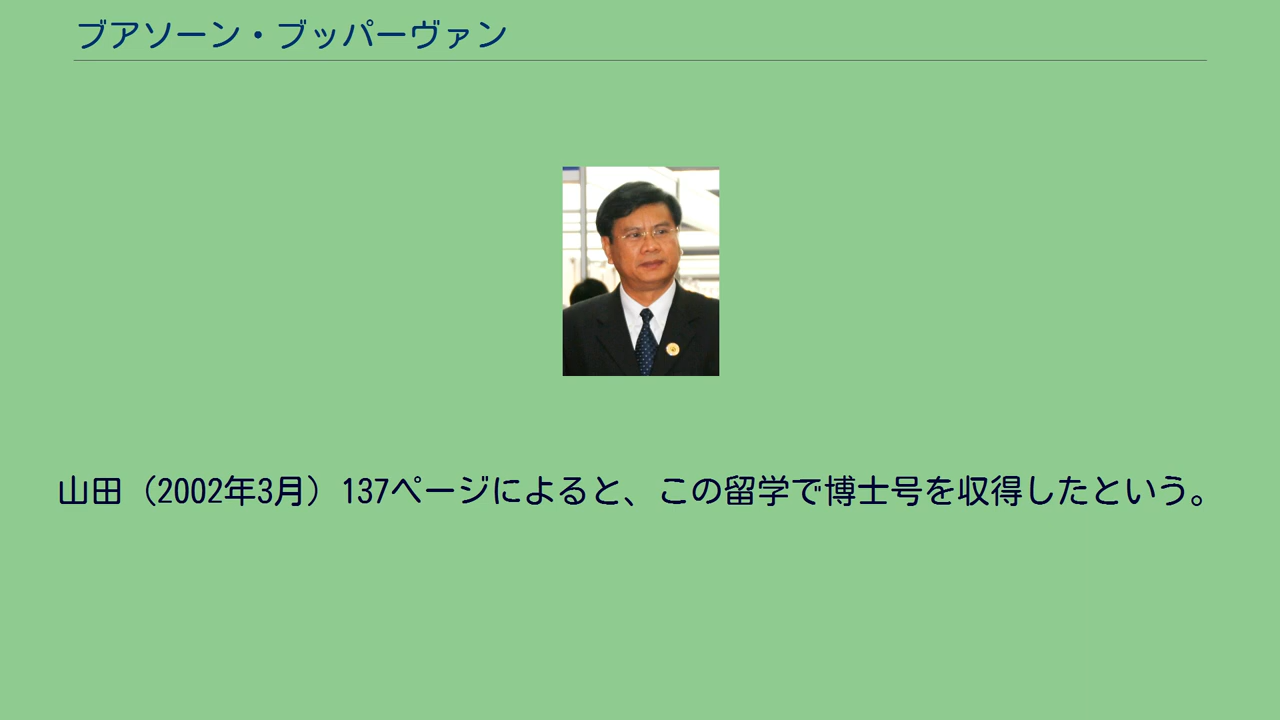 ブアソーン・ブッパーヴァン
山田（2002年3月）137ページによると、この留学で博士号を収得したという。